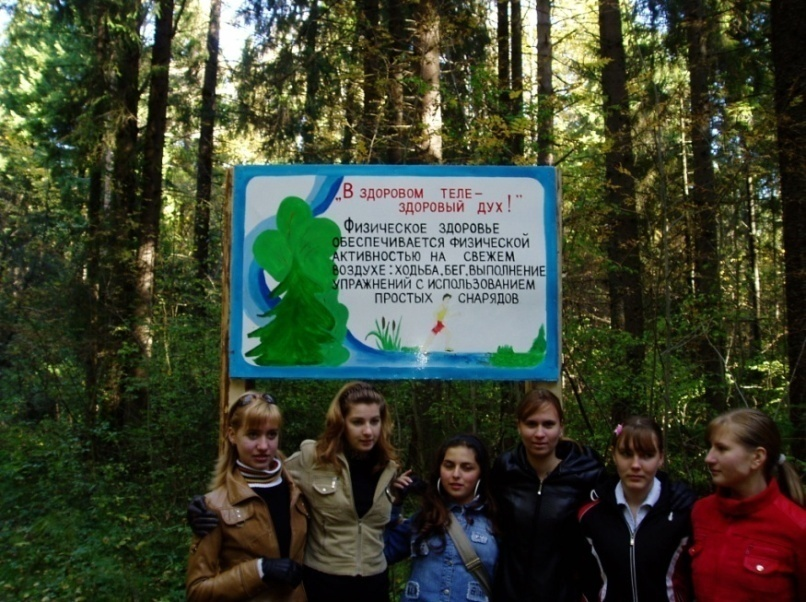 „В ЗДОРОВОМ ТЕЛЕ–
ЗДОРОВЫЙ ДУХ!"
ФИЗИЧЕСКОЕ ЗДОРОВЬЕ
ОБЕСПЕЧИВАЕТСЯ ФИЗИЧЕСКОЙ
АКТИВНОСТЬЮ НА СВЕЖЕМ
ВОЗДУХЕ: ХОДЬБА, БЕГ, ВЫПОЛНЕНИЕ
УПРАЖНЕНИЙ С ИСПОЛЬЗОВАНИЕМ
ПРОСТЫХ СНАРЯДОВ